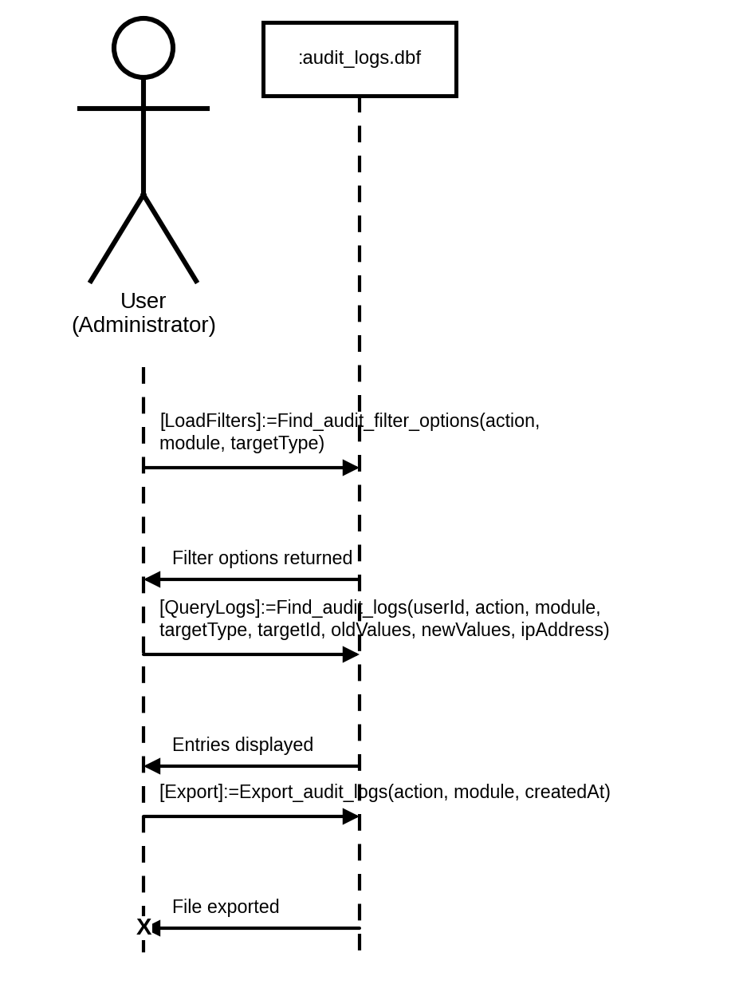 :audit_logs.dbf
User
(Administrator)
[LoadFilters]:=Find_audit_filter_options(action,
module, targetType)
Filter options returned
[QueryLogs]:=Find_audit_logs(userId, action, module,
targetType, targetId, oldValues, newValues, ipAddress)
Entries displayed
[Export]:=Export_audit_logs(action, module, createdAt)
File exported
X